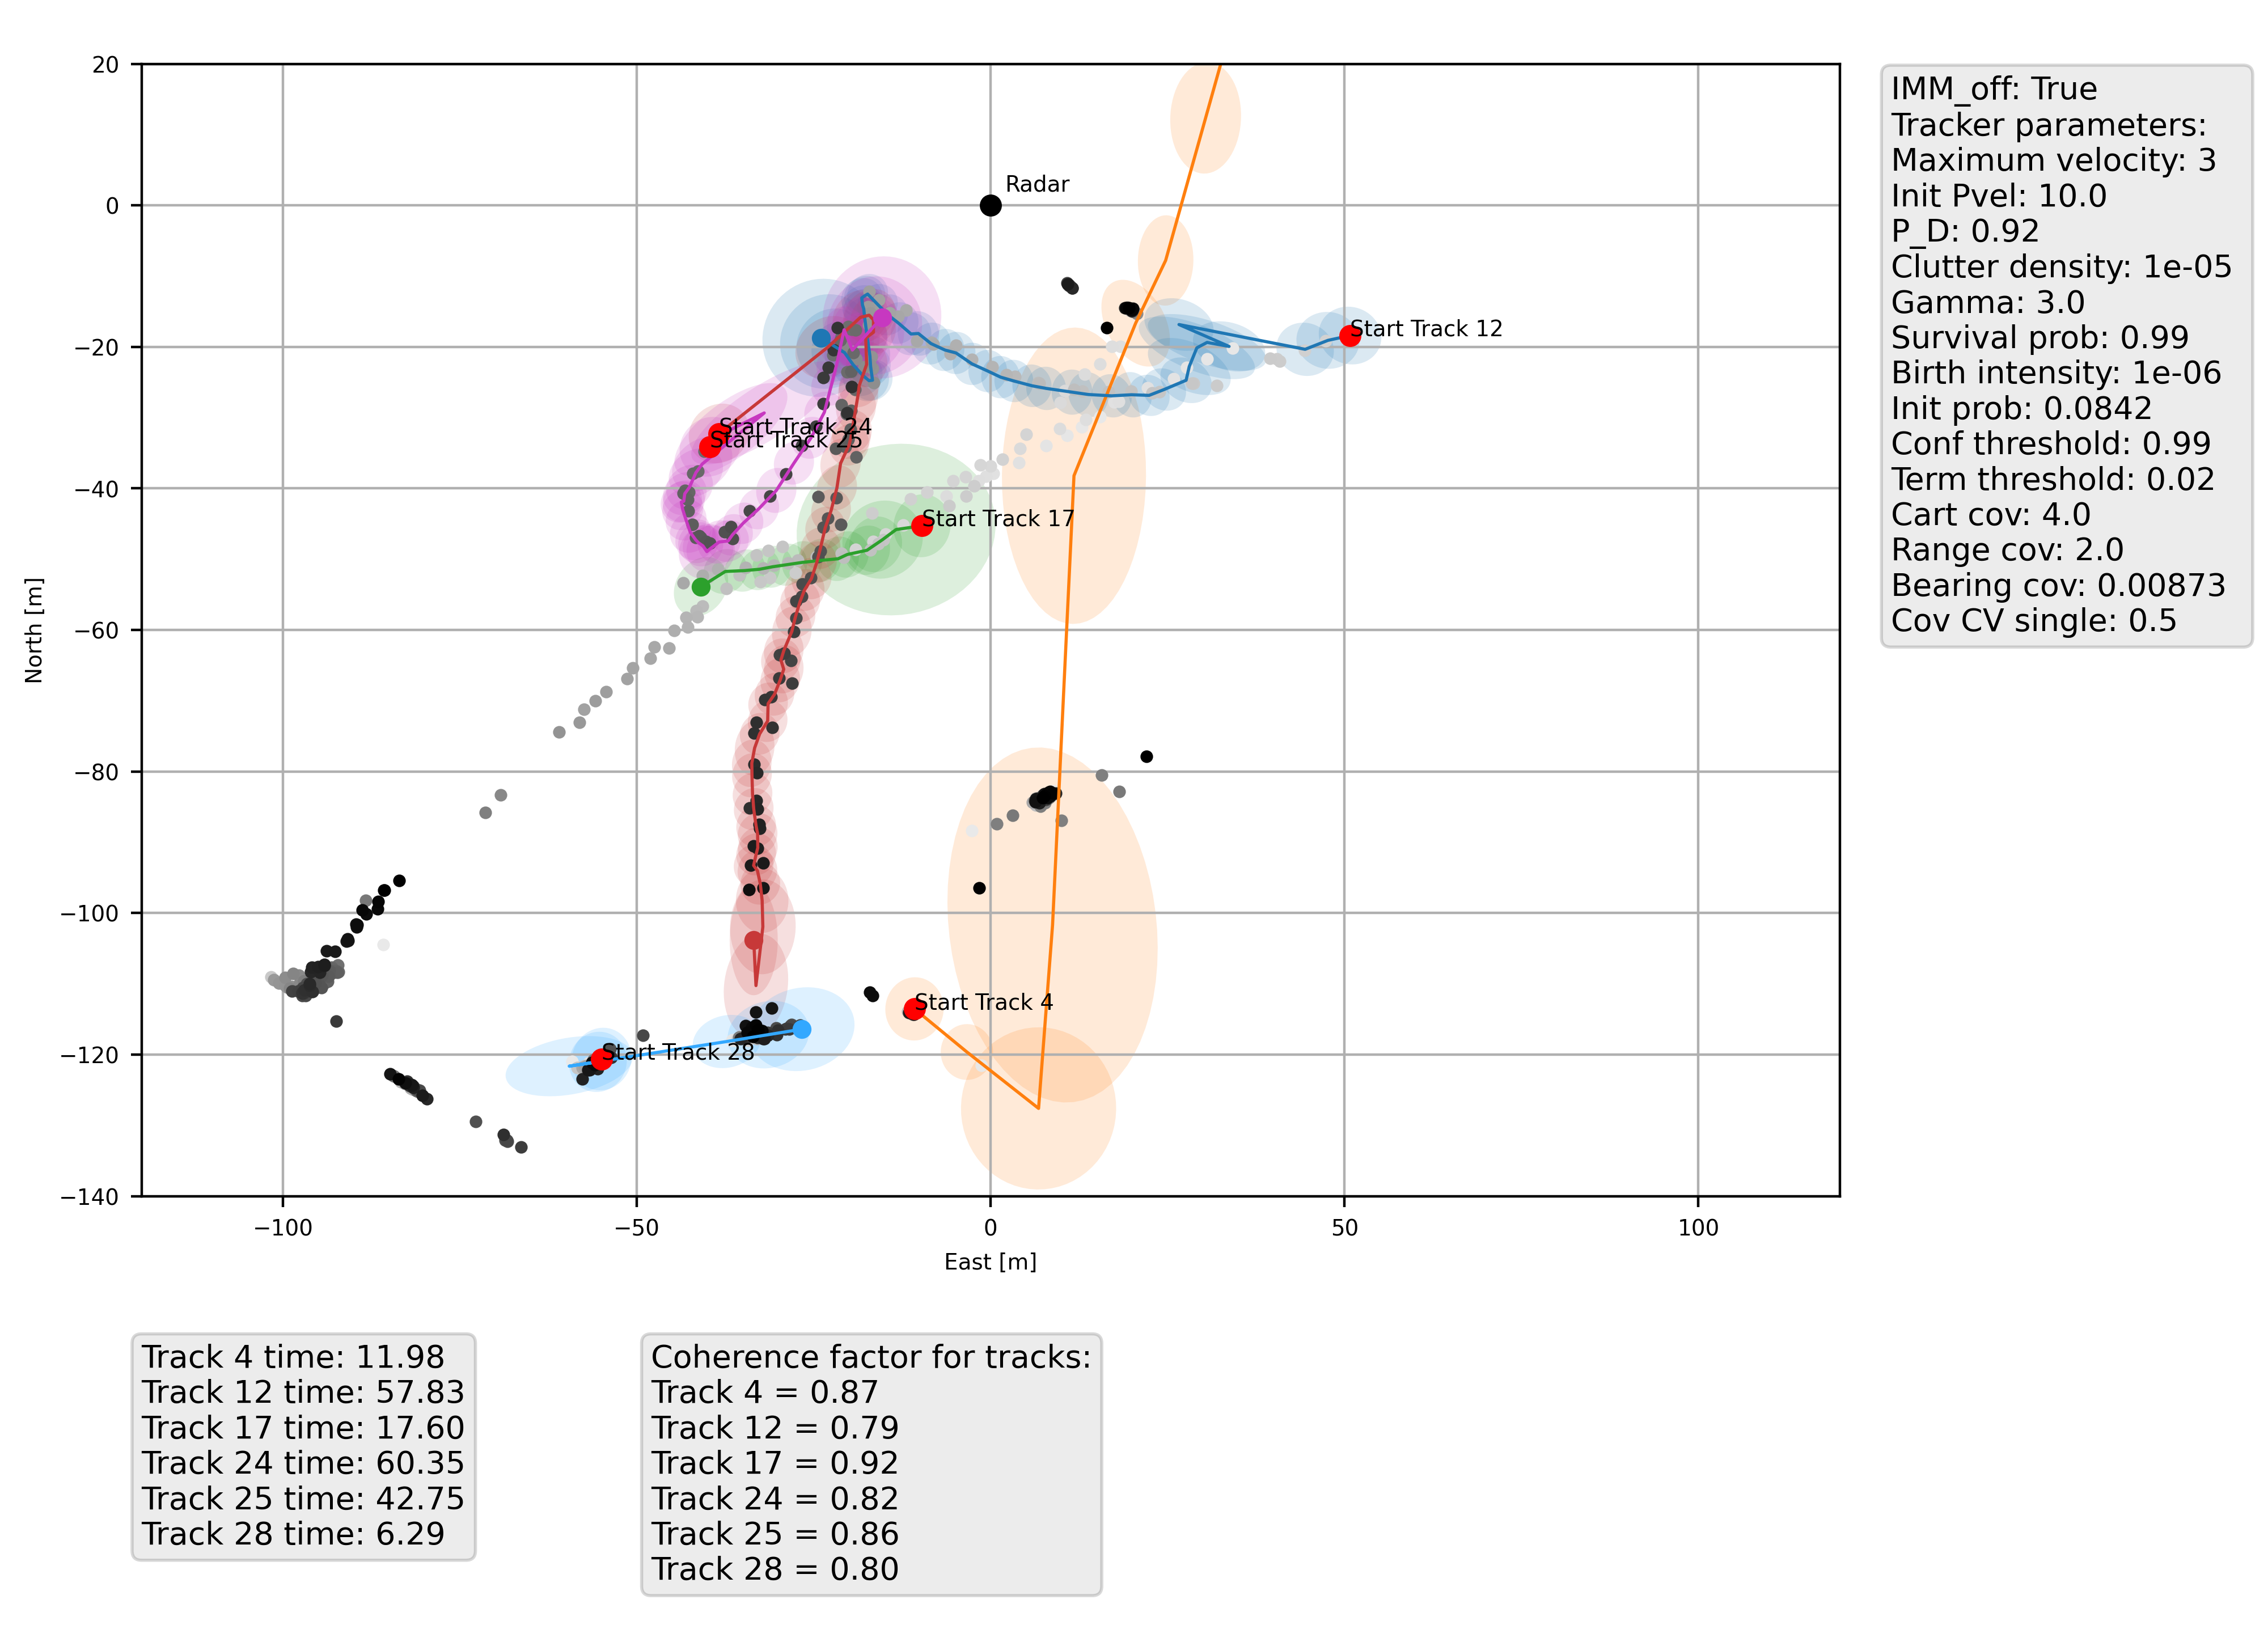 20
0
−20
−40
−60
−80
−100
−120
−140
North [m]
−100
−50
0
50
100
East [m]
Radar
Start Track 12
Start Track 24
Start Track 25
Start Track 17
Start Track 4
Start Track 28
IMM_off: True
Tracker parameters:
Maximum velocity: 3
Init Pvel: 10.0
P_D: 0.92
Clutter density: 1e-05
Gamma: 3.0
Survival prob: 0.99
Birth intensity: 1e-06
Init prob: 0.0842
Conf threshold: 0.99
Term threshold: 0.02
Cart cov: 4.0
Range cov: 2.0
Bearing cov: 0.00873
Cov CV single: 0.5
Track 4 time: 11.98
Track 12 time: 57.83
Track 17 time: 17.60
Track 24 time: 60.35
Track 25 time: 42.75
Track 28 time: 6.29
Coherence factor for tracks:
Track 4 = 0.87
Track 12 = 0.79
Track 17 = 0.92
Track 24 = 0.82
Track 25 = 0.86
Track 28 = 0.80